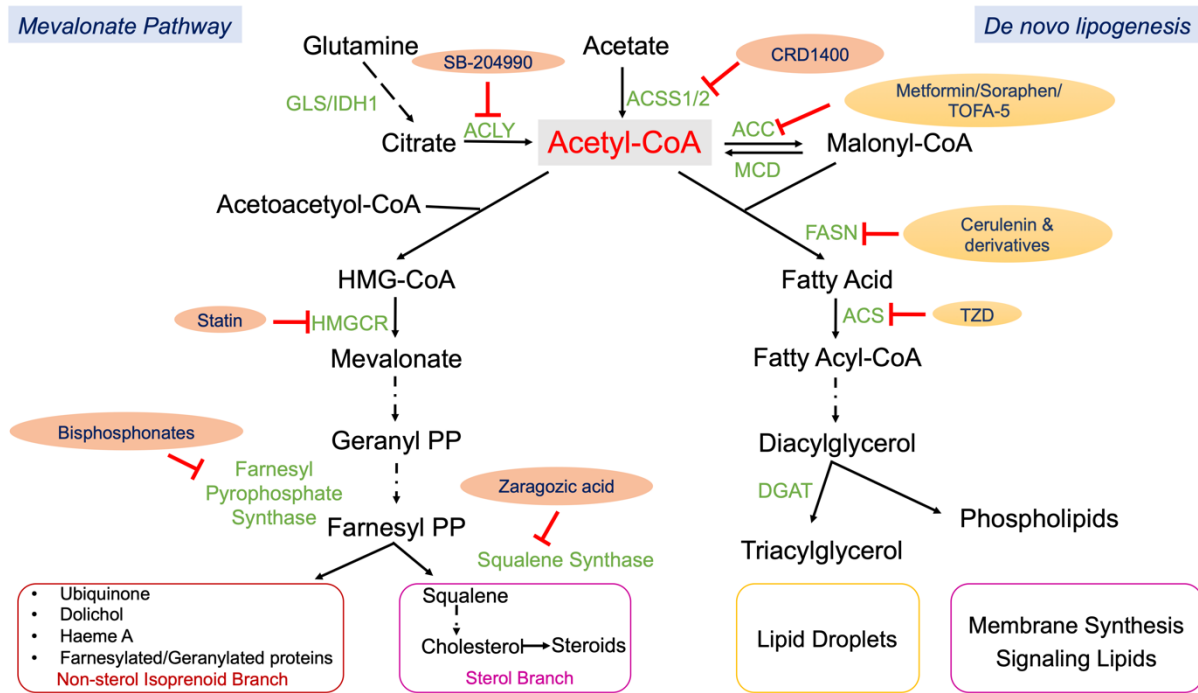 Mevalonate Pathway
De novo lipogenesis
Glutamine
SB-204990
Acetate
CRD1400
GLS/IDH1
ACSS1/2
Metformin/Soraphen/
TOFA-5
Citrate
ACLY
Acetyl-CoA
ACC
MCD
Malonyl-CoA
Acetoacetyol-CoA
FASN
Cerulenin &
derivatives
HMG-CoA
Fatty Acid
Statin
HMGCR
ACS
TZD
Mevalonate
Fatty Acyl-CoA
Bisphosphonates
Geranyl PP
Diacylglycerol
Farnesyl
Pyrophosphate
Synthase
Zaragozic acid
DGAT
Farnesyl PP
Phospholipids
Squalene Synthase
Triacylglycerol
• Ubiquinone
• Dolichol
• Haeme A
• Farnesylated/Geranylated proteins
Non-sterol Isoprenoid Branch
Squalene
Cholesterol
Steroids
Sterol Branch
Lipid Droplets
Membrane Synthesis
Signaling Lipids